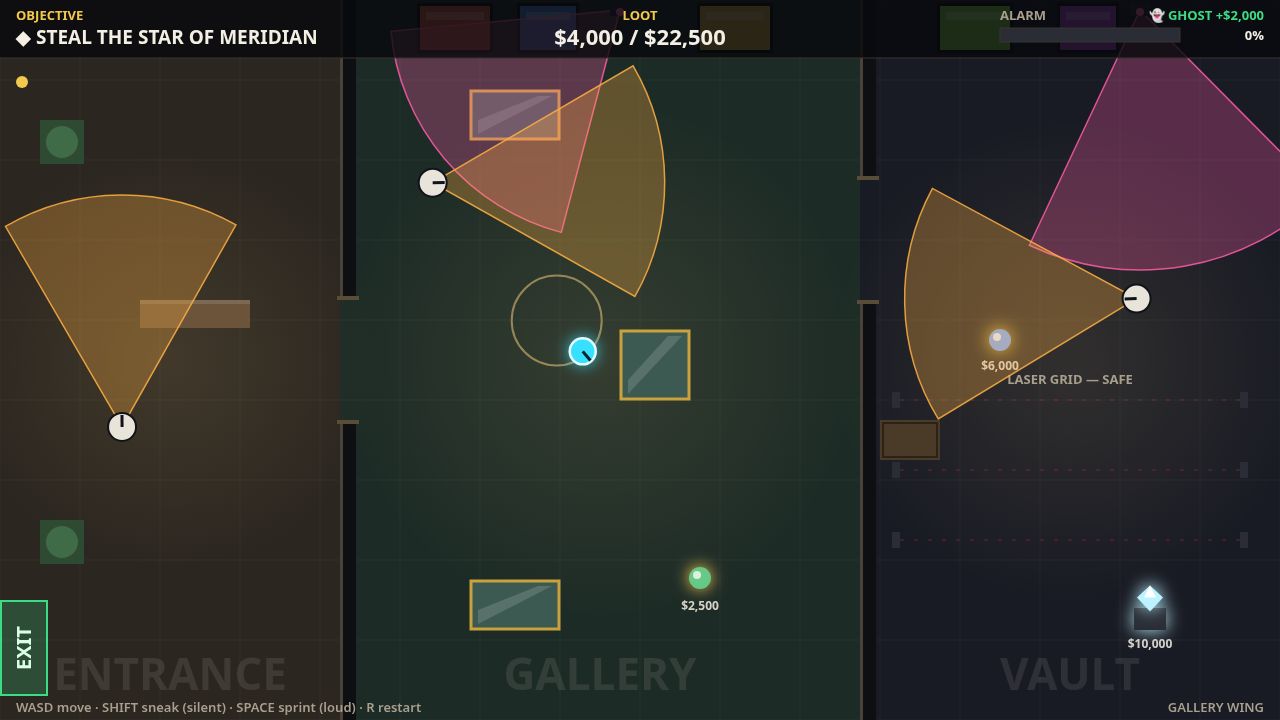 OBJECTIVE
◆ STEAL THE STAR OF MERIDIAN
LOOT
$4,000 / $22,500
ALARM
👻 GHOST +$2,000
0%
$6,000
LASER GRID — SAFE
$2,500
$10,000
EXIT
ENTRANCE
GALLERY
VAULT
WASD move · SHIFT sneak (silent) · SPACE sprint (loud) · R restart
GALLERY WING